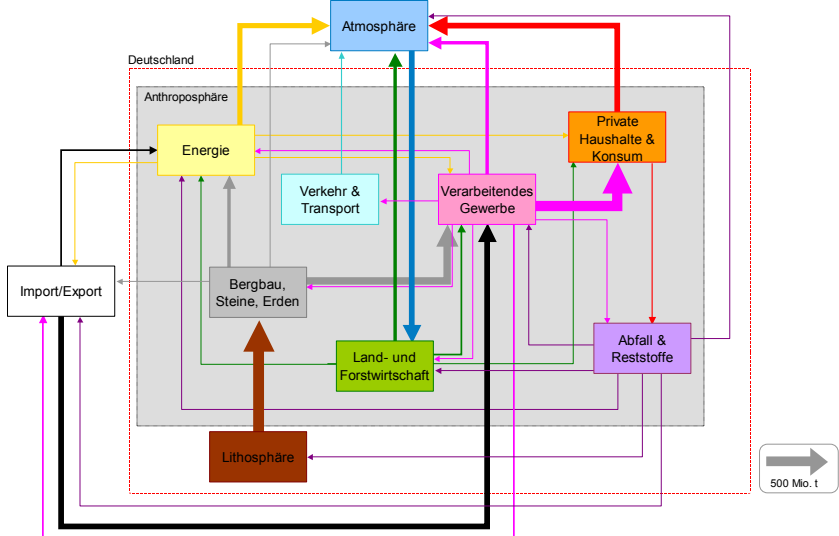 Atmosphäre
Deutschland
Anthroposphäre
Energie
Private
Haushalte &
Konsum
Verkehr &
Transport
Verarbeitendes
Gewerbe
Import/Export
Bergbau,
Steine, Erden
Land- und
Forstwirtschaft
Abfall &
Reststoffe
Lithosphäre
500 Mio. t